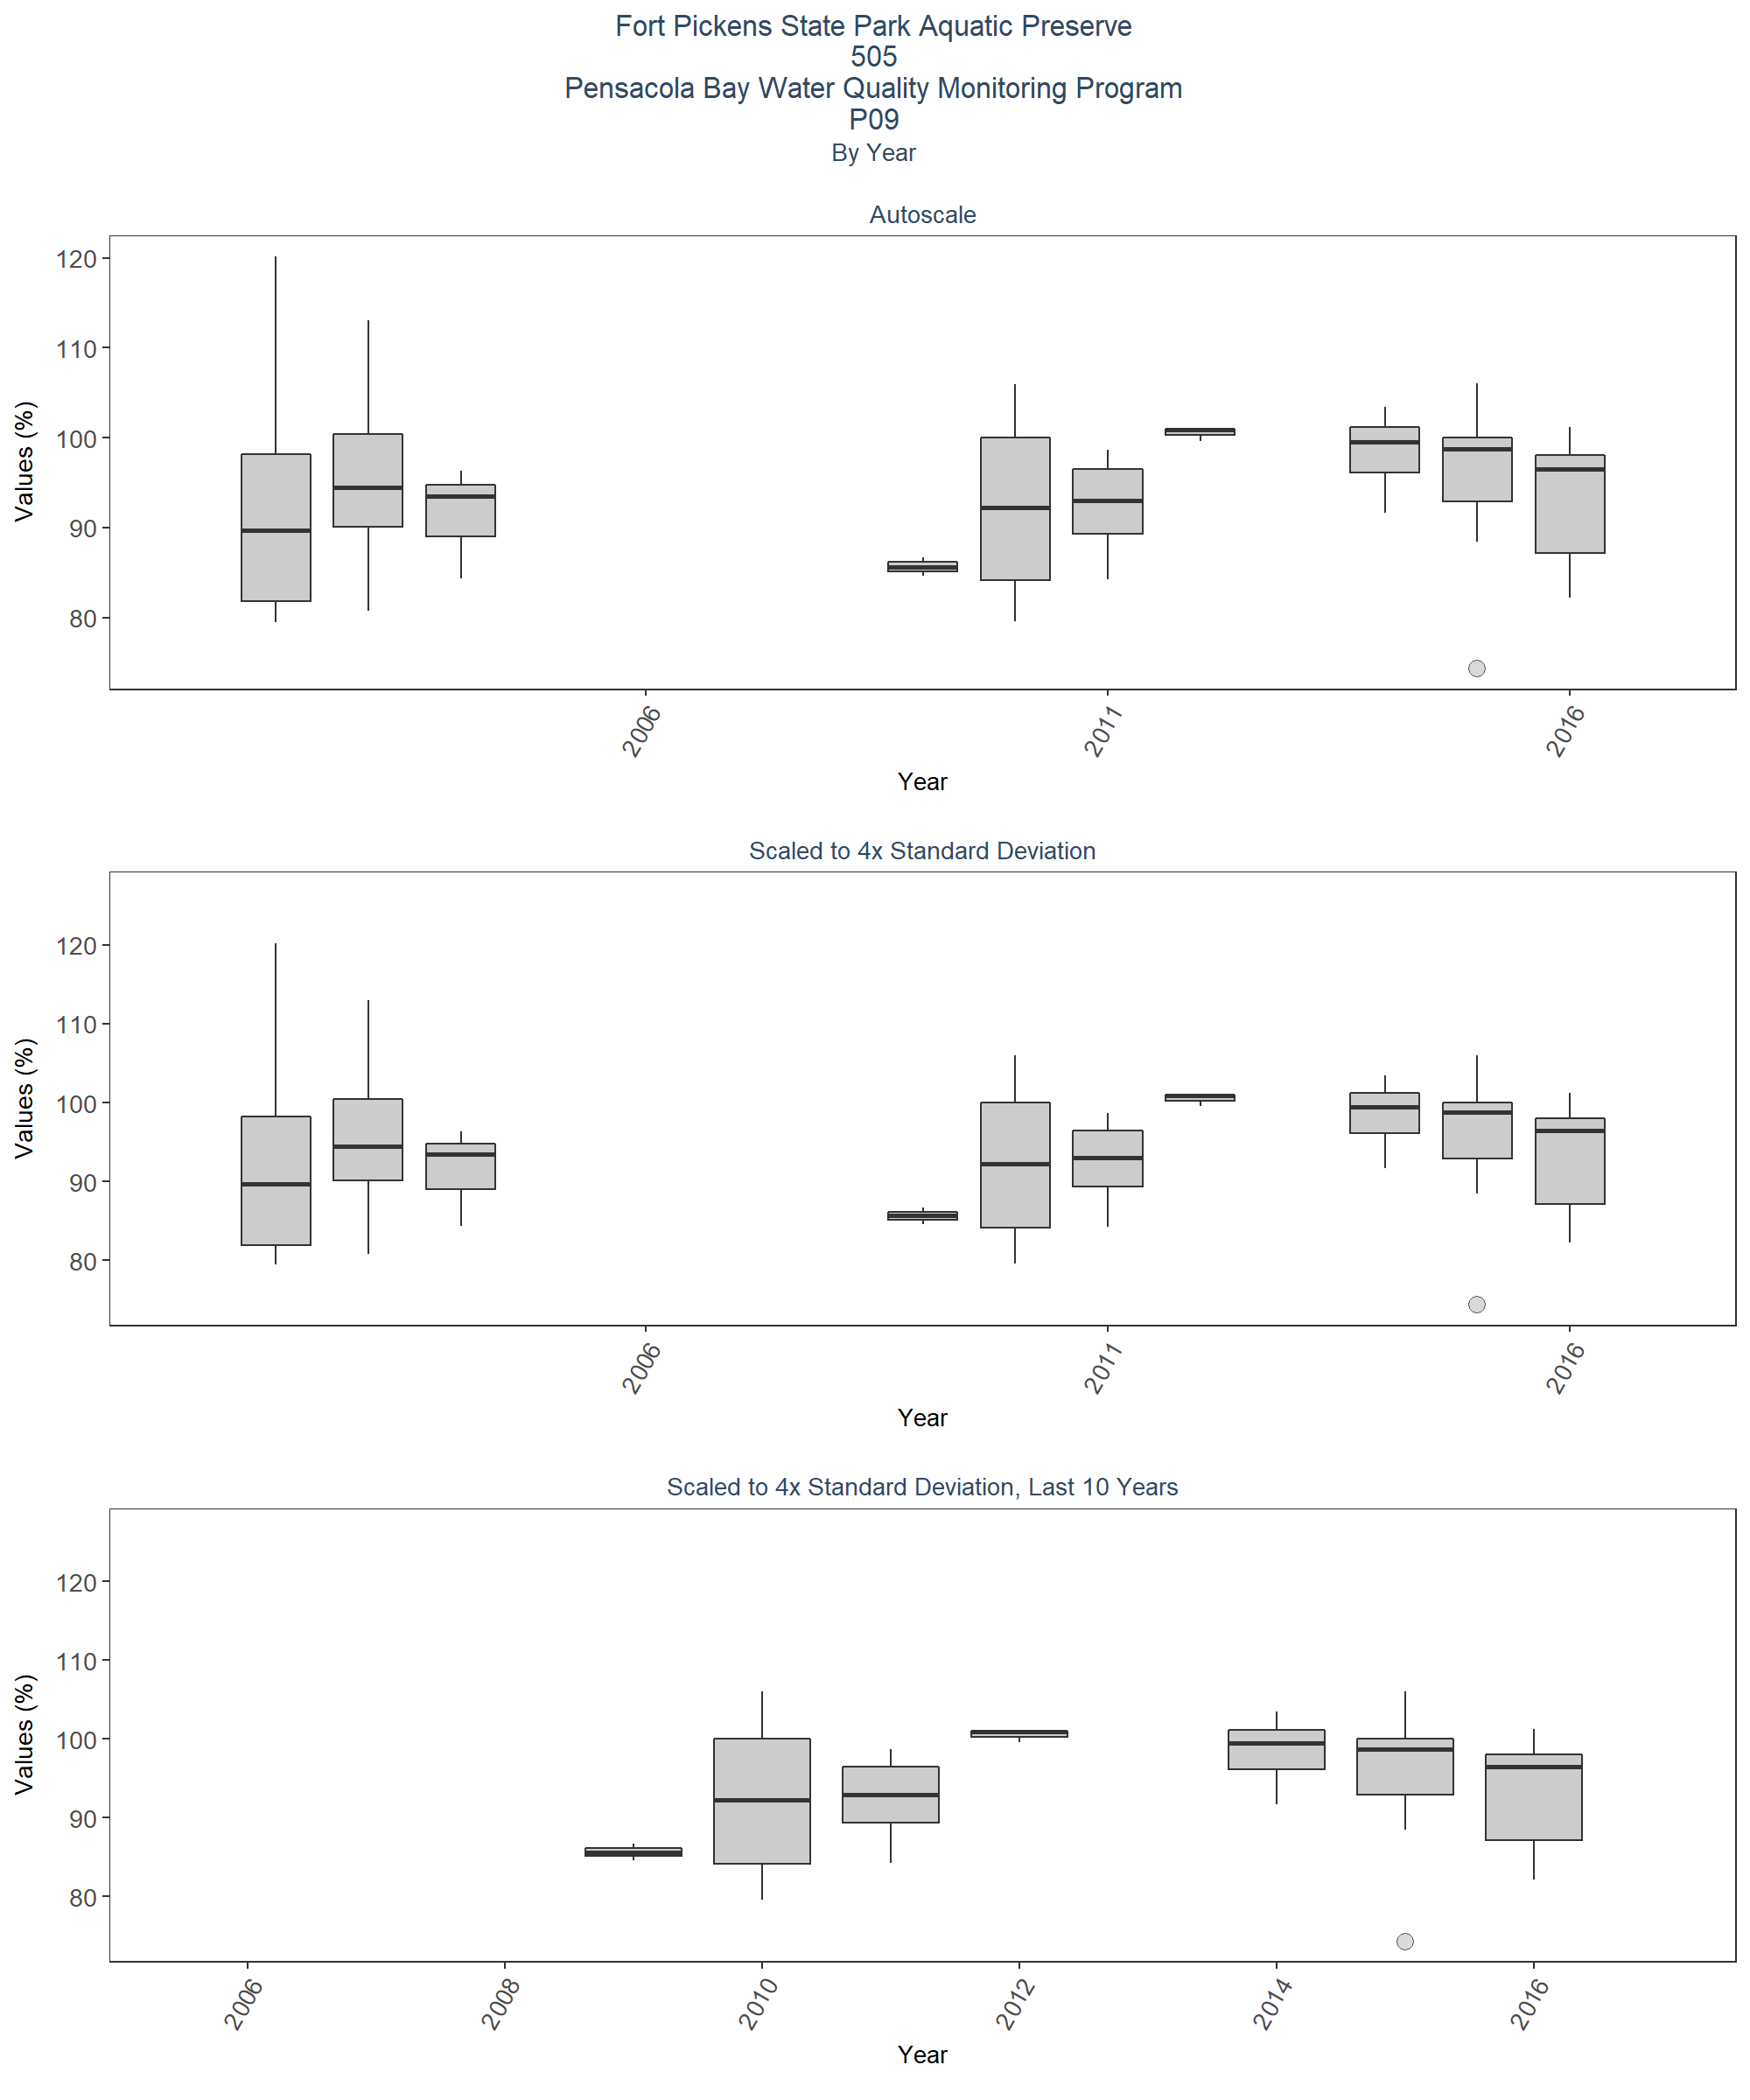 Fort Pickens State Park Aquatic Preserve
505
Pensacola Bay Water Quality Monitoring Program
P09
By Year
Autoscale
Values (%)
120
110
100
90
80
2006
2011
2016
Year
Scaled to 4x Standard Deviation
Values (%)
120
110
100
90
80
2006
2011
2016
Year
Scaled to 4x Standard Deviation, Last 10 Years
Values (%)
120
110
100
90
80
2006
2008
2010
2012
2014
2016
Year